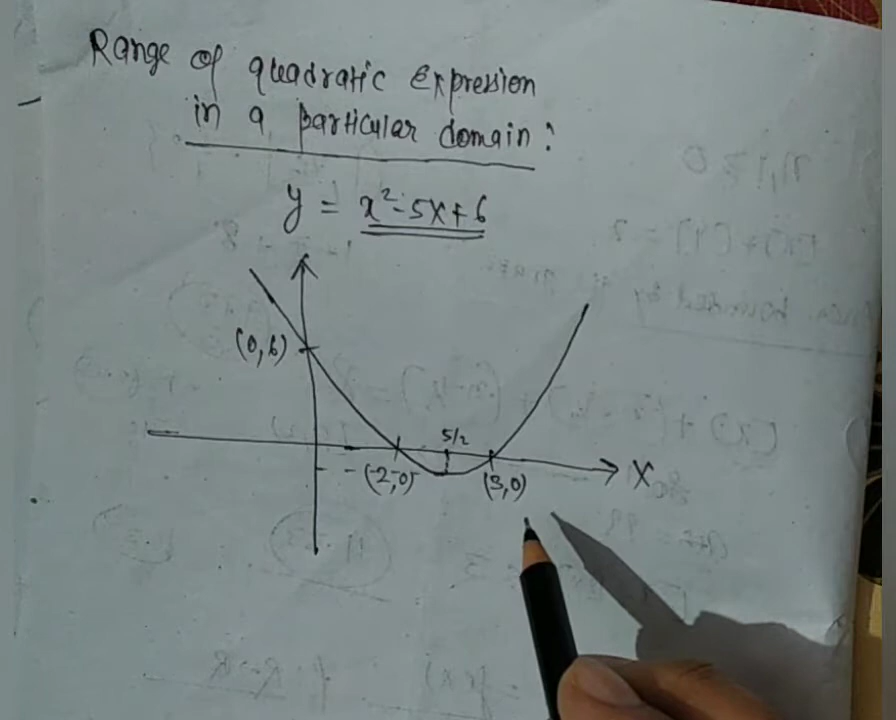 Range of quadratic expression
in a particular domain:
y = x²-5x+6
(0,6)
5/2
(2,0)
(3,0)
X